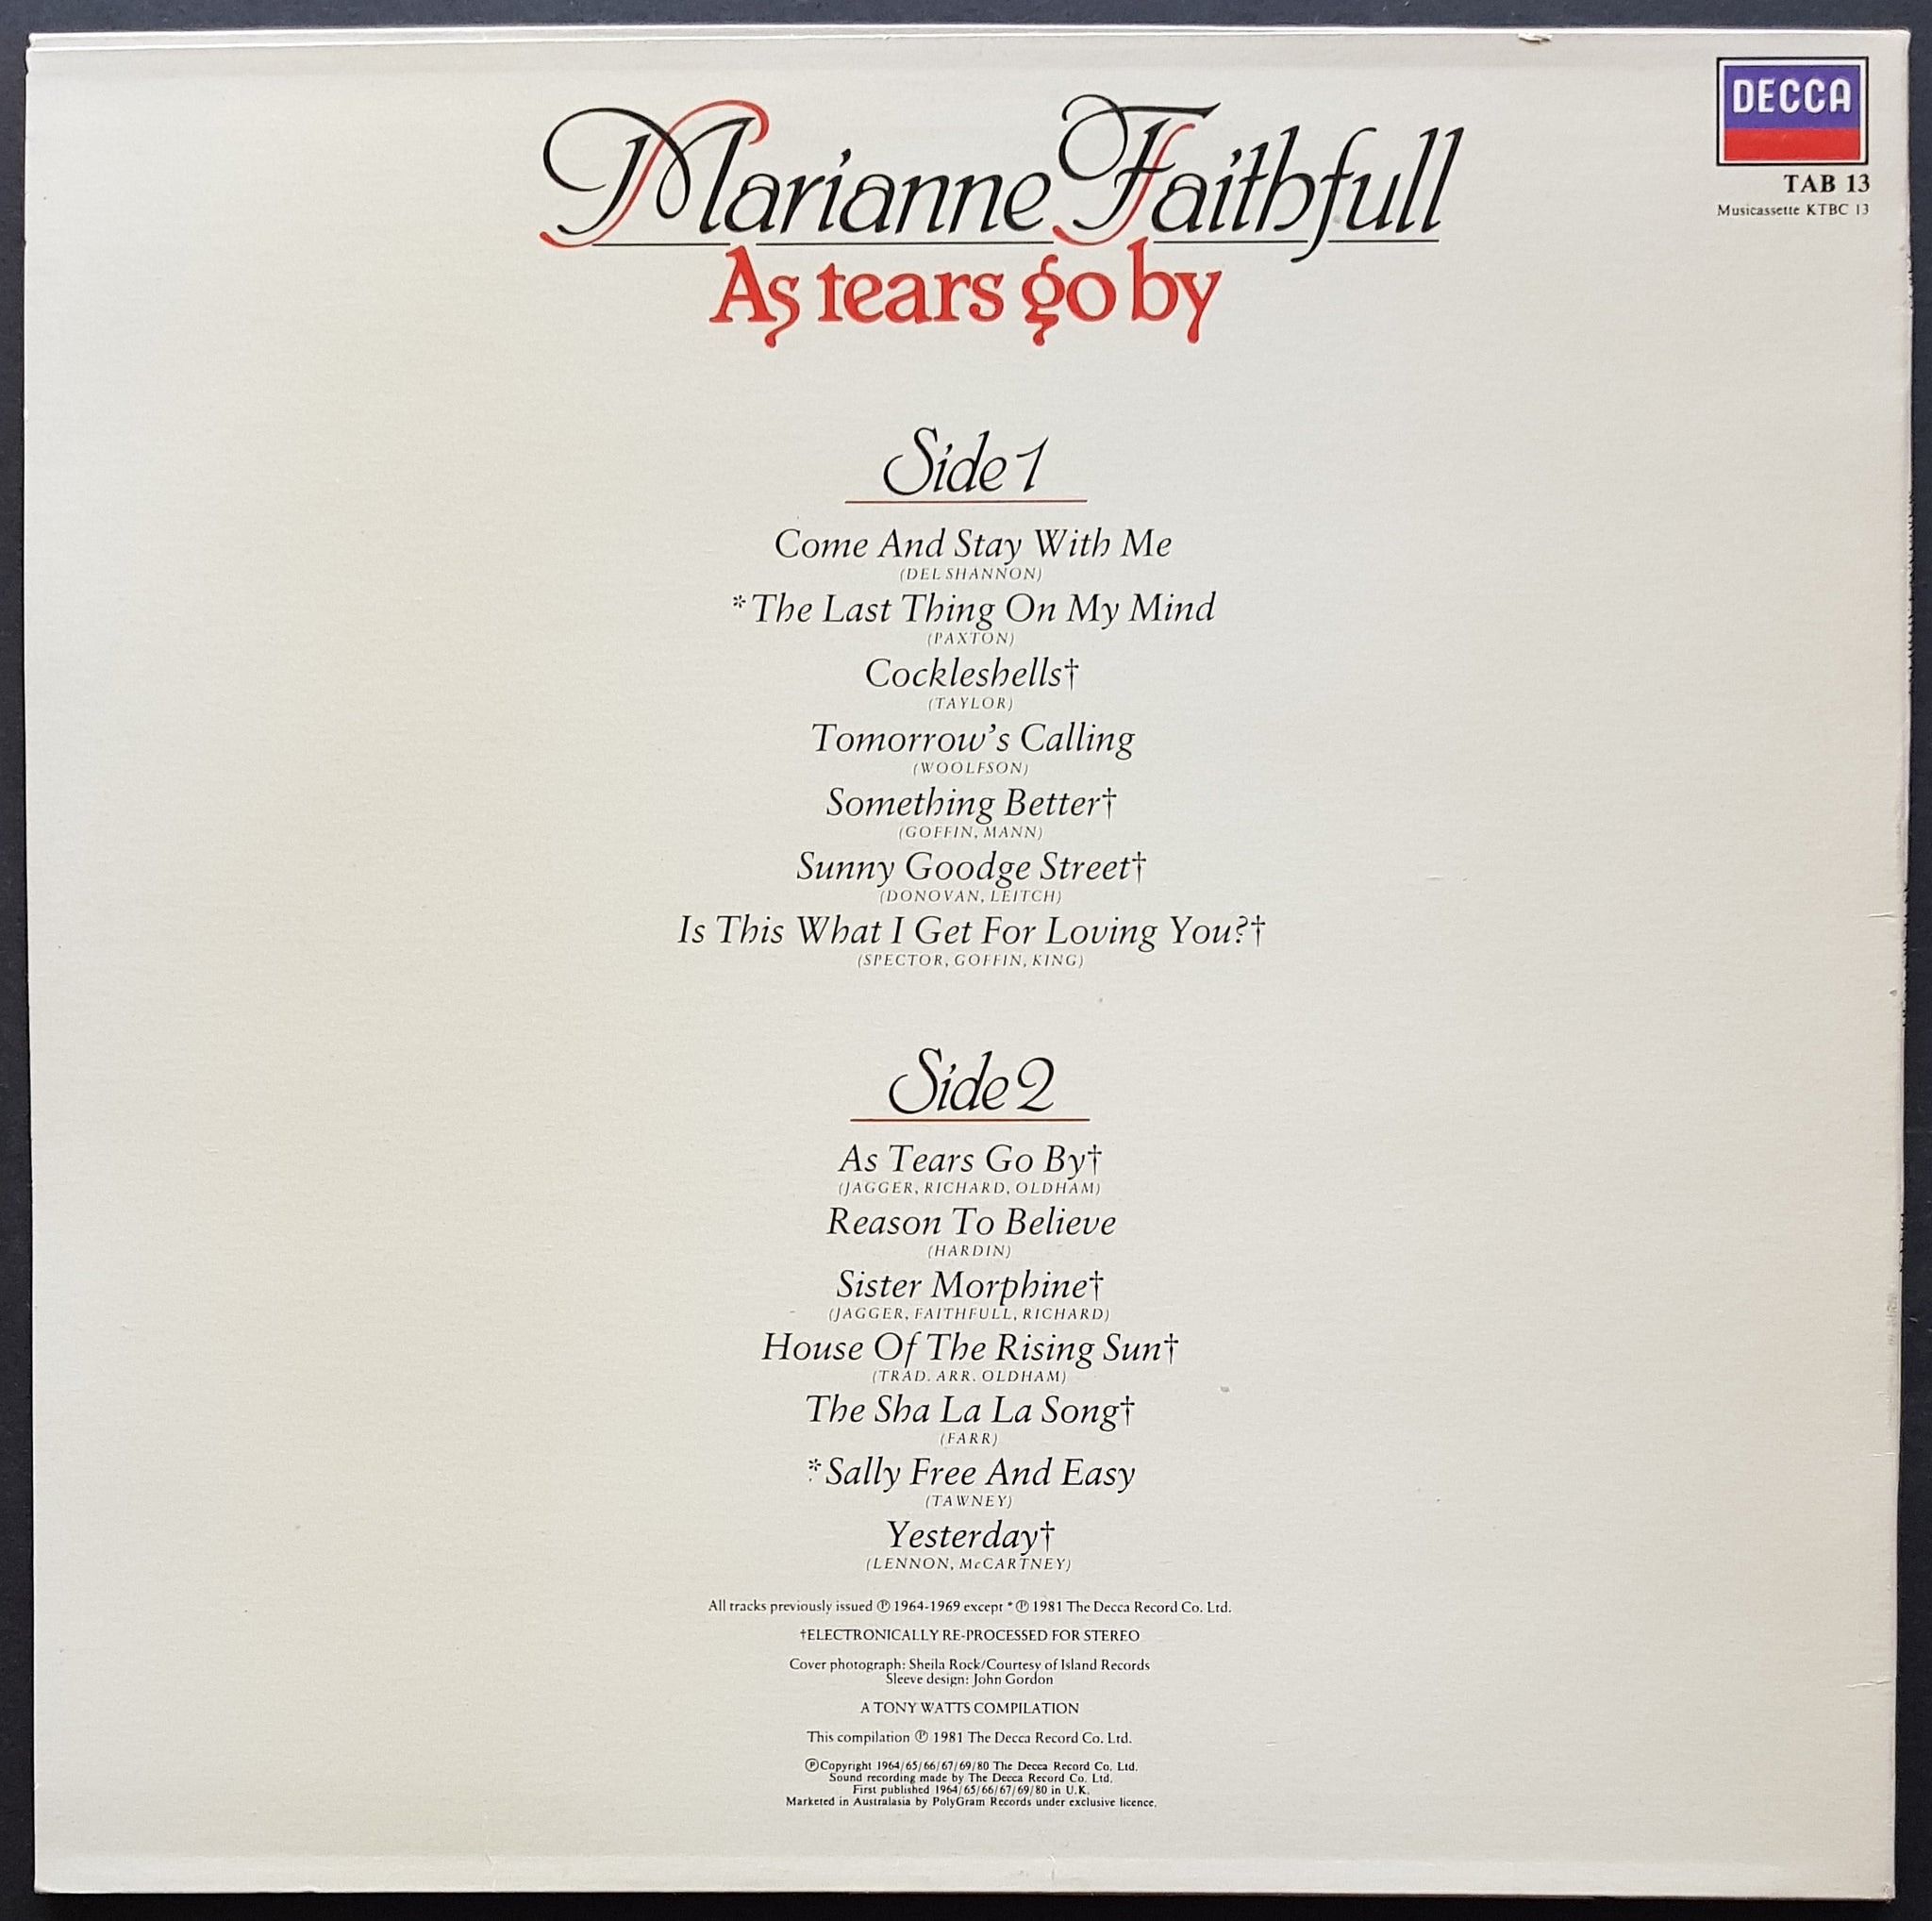 DECCA
TAB 13
Musicassette KTBC 13
Marianne Faithfull
As tears go by
Side 1
Come And Stay With Me
(DEL SHANNON)
*The Last Thing On My Mind
(PAXTON)
Cockleshells†
(TAYLOR)
Tomorrow's Calling
(WOOLFSON)
Something Better†
(GOFFIN, MANN)
Sunny Goodge Street†
(DONOVAN, LEITCH)
Is This What I Get For Loving You?†
(SPECTOR, GOFFIN, KING)
Side 2
As Tears Go By†
(JAGGER, RICHARD, OLDHAM)
Reason To Believe
(HARDIN)
Sister Morphine†
(JAGGER, FAITHFULL, RICHARD)
House Of The Rising Sun†
(TRAD. ARR. OLDHAM)
The Sha La La Song†
(FARR)
*Sally Free And Easy
(TAWNEY)
Yesterday†
(LENNON, McCARTNEY)
All tracks previously issued ℗ 1964-1969 except * ℗ 1981 The Decca Record Co. Ltd.
†ELECTRONICALLY RE-PROCESSED FOR STEREO
Cover photograph: Sheila Rock/Courtesy of Island Records
Sleeve design: John Gordon
A TONY WATTS COMPILATION
This compilation ℗ 1981 The Decca Record Co. Ltd.
℗Copyright 1964/65/66/67/69/80 The Decca Record Co. Ltd.
Sound recording made by The Decca Record Co. Ltd.
First published 1964/65/66/67/69/80 in U.K.
Marketed in Australasia by PolyGram Records under exclusive licence.